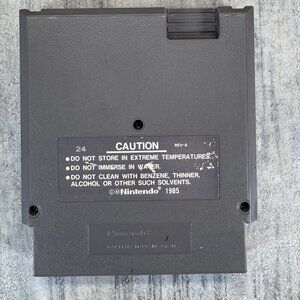 24 CAUTION REV-A
• DO NOT STORE IN EXTREME TEMPERATURES.
• DO NOT IMMERSE IN WATER.
• DO NOT CLEAN WITH BENZENE, THINNER,
ALCOHOL OR OTHER SUCH SOLVENTS.
©®Nintendo® 1985
Nintendo